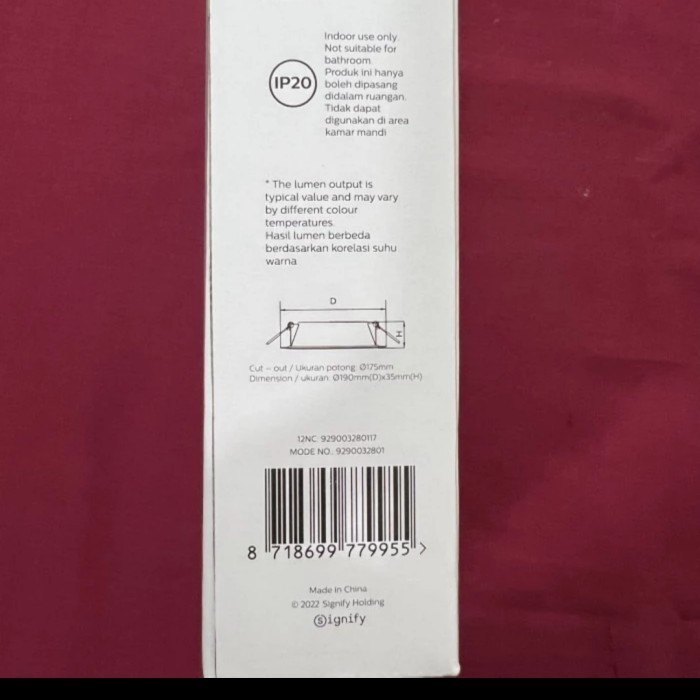 IP20
Indoor use only.
Not suitable for
bathroom.
Produk ini hanya
boleh dipasang
didalam ruangan.
Tidak dapat
digunakan di area
kamar mandi
* The lumen output is
typical value and may vary
by different colour
temperatures.
Hasil lumen berbeda
berdasarkan korelasi suhu
warna
D
H
Cut - out / Ukuran potong: Ø175mm
Dimension / ukuran: Ø190mm(D)x35mm(H)
12NC: 929003280117
MODE NO.: 9290032801
8 718699 779955 >
Made in China
© 2022 Signify Holding
Signify